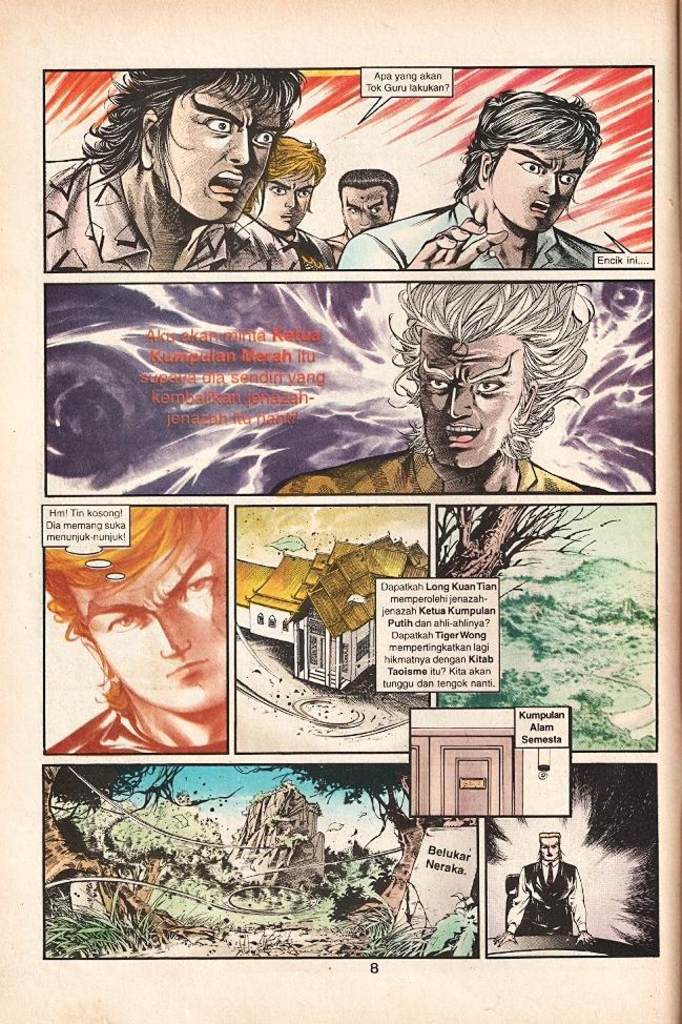 Apa yang akan
Tok Guru lakukan?
Encik ini....
Aku akan minta Ketua
Kumpulan Merah itu
supaya dia sendiri yang
kembalikan jenazah-
jenazah itu nanti!
Hm! Tin kosong!
Dia memang suka
menunjuk-nunjuk!
Dapatkah Long Kuan Tian
memperolehi jenazah-
jenazah Ketua Kumpulan
Putih dan ahli-ahlinya?
Dapatkah Tiger Wong
mempertingkatkan lagi
hikmatnya dengan Kitab
Taoisme itu? Kita akan
tunggu dan tengok nanti.
Kumpulan
Alam
Semesta
Belukar
Neraka.
8